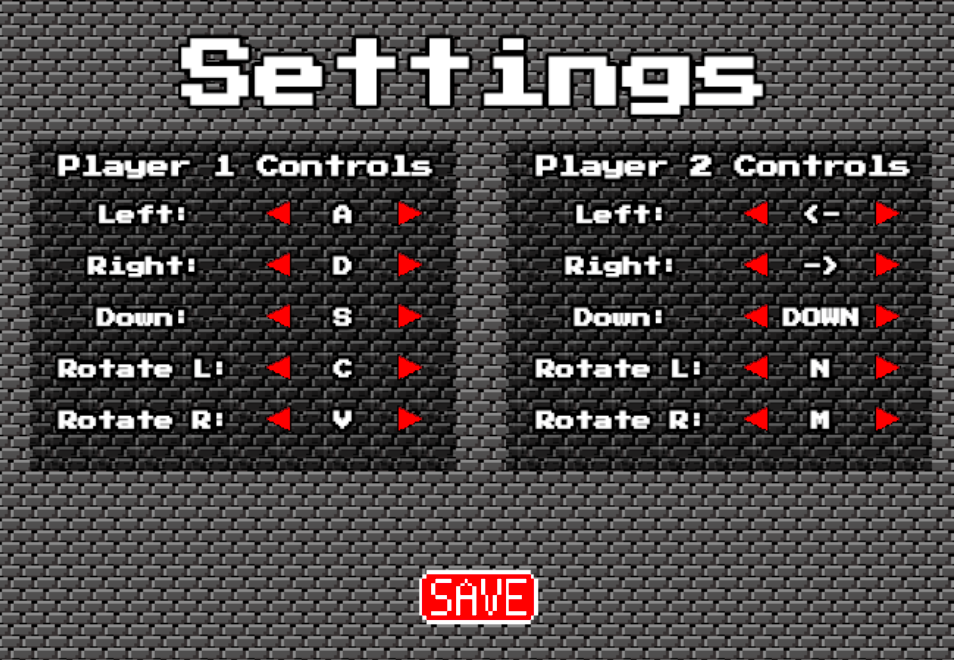 Settings
Player 1 Controls
Left: A
Right: D
Down: S
Rotate L: C
Rotate R: V
Player 2 Controls
Left: <-
Right: ->
Down: DOWN
Rotate L: N
Rotate R: M
SAVE